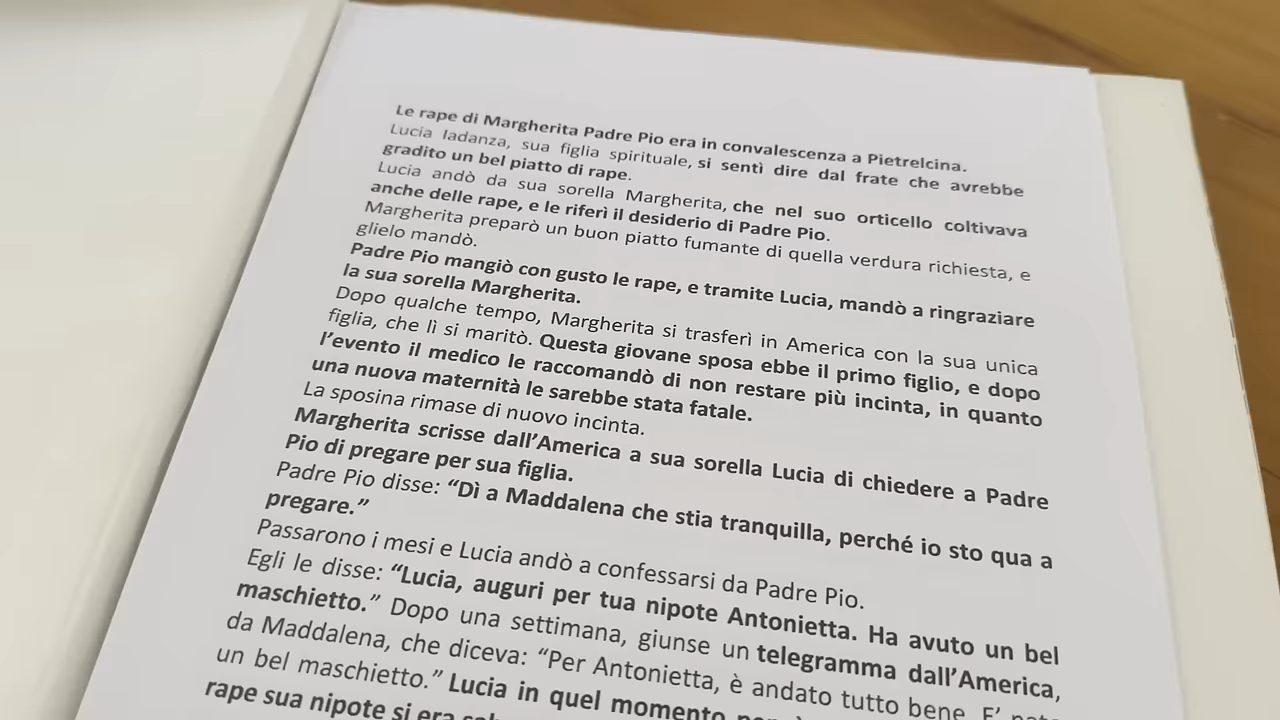 Le rape di Margherita Padre Pio era in convalescenza a Pietrelcina.
Lucia Iadanza, sua figlia spirituale, si sentì dire dal frate che avrebbe
gradito un bel piatto di rape.
Lucia andò da sua sorella Margherita, che nel suo orticello coltivava
anche delle rape, e le riferì il desiderio di Padre Pio.
Margherita preparò un buon piatto fumante di quella verdura richiesta, e
glielo mandò.
Padre Pio mangiò con gusto le rape, e tramite Lucia, mandò a ringraziare
la sua sorella Margherita.
Dopo qualche tempo, Margherita si trasferì in America con la sua unica
figlia, che lì si maritò. Questa giovane sposa ebbe il primo figlio, e dopo
l’evento il medico le raccomandò di non restare più incinta, in quanto
una nuova maternità le sarebbe stata fatale.
La sposina rimase di nuovo incinta.
Margherita scrisse dall’America a sua sorella Lucia di chiedere a Padre
Pio di pregare per sua figlia.
Padre Pio disse: “Dì a Maddalena che stia tranquilla, perché io sto qua a
pregare.”
Passarono i mesi e Lucia andò a confessarsi da Padre Pio.
Egli le disse: “Lucia, auguri per tua nipote Antonietta. Ha avuto un bel
maschietto.” Dopo una settimana, giunse un telegramma dall’America,
da Maddalena, che diceva: “Per Antonietta, è andato tutto bene. E’
un bel maschietto.” Lucia in quel momento
rape sua nipote si era